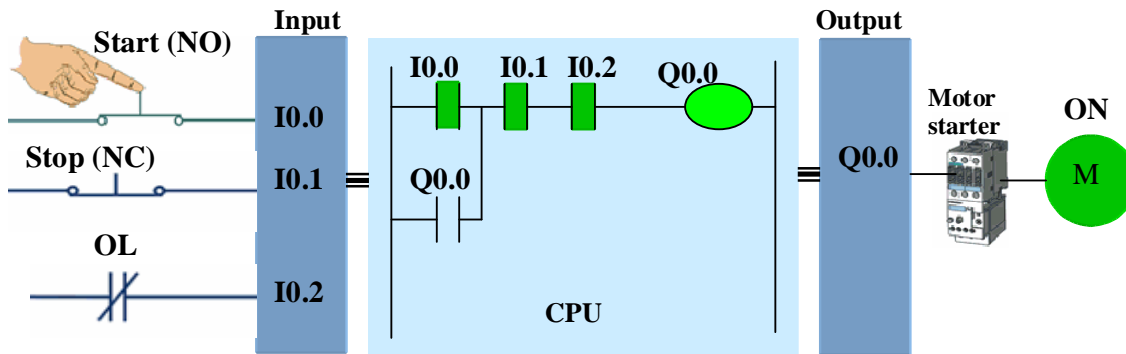 Input
Output
Start (NO)
I0.0
I0.1
I0.2
Q0.0
Motor
starter
ON
I0.0
Stop (NC)
I0.1
Q0.0
Q0.0
M
OL
I0.2
CPU